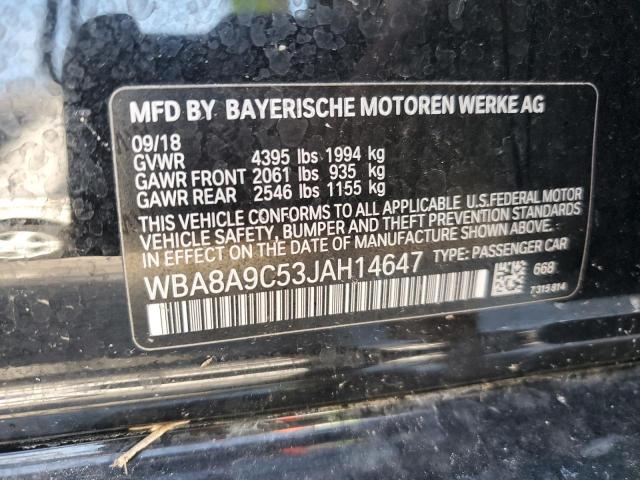 MFD BY BAYERISCHE MOTOREN WERKE AG
09/18
GVWR 4395 lbs 1994 kg
GAWR FRONT 2061 lbs 935 kg
GAWR REAR 2546 lbs 1155 kg
THIS VEHICLE CONFORMS TO ALL APPLICABLE U.S.FEDERAL MOTOR
VEHICLE SAFETY, BUMPER AND THEFT PREVENTION STANDARDS
IN EFFECT ON THE DATE OF MANUFACTURE SHOWN ABOVE.
WBA8A9C53JAH14647 TYPE: PASSENGER CAR
668
7315814